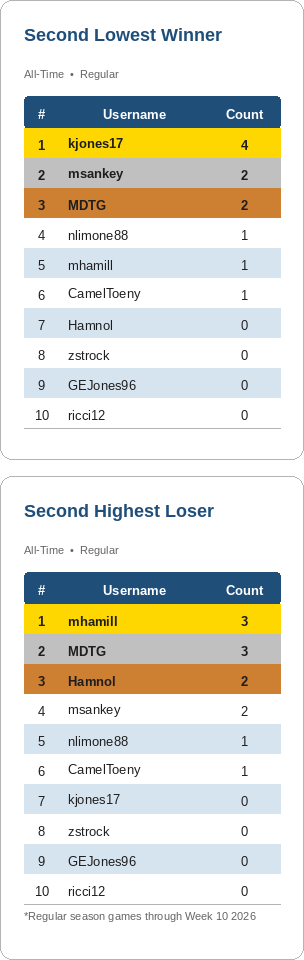 Second Lowest Winner
All-Time • Regular
# Username Count
1 kjones17 4
2 msankey 2
3 MDTG 2
4 nlimone88 1
5 mhamill 1
6 CamelToeny 1
7 Hamnol 0
8 zstrock 0
9 GEJones96 0
10 ricci12 0
Second Highest Loser
All-Time • Regular
# Username Count
1 mhamill 3
2 MDTG 3
3 Hamnol 2
4 msankey 2
5 nlimone88 1
6 CamelToeny 1
7 kjones17 0
8 zstrock 0
9 GEJones96 0
10 ricci12 0
*Regular season games through Week 10 2026